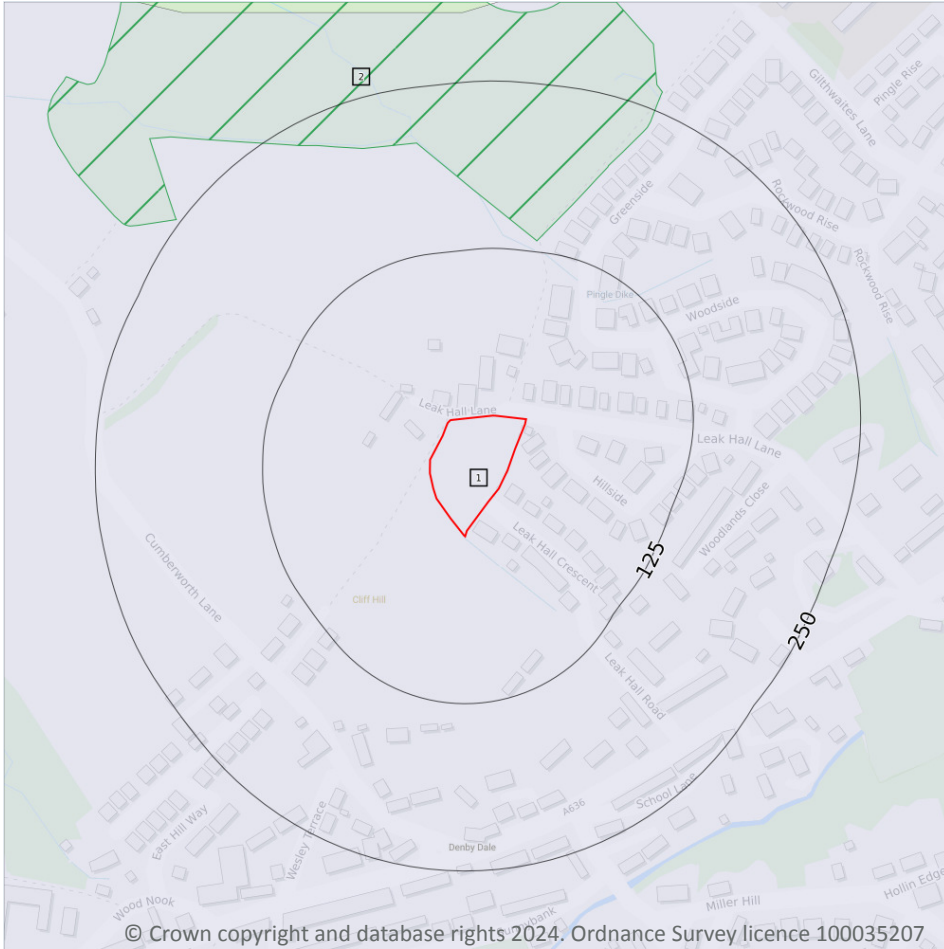 2
Gilthwaites Lane
Pingle Rise
Greenside
Rockwood Rise
Rockwood Rise
Pingle Dike
Woodside
Leak Hall Lane
Leak Hall Lane
1
Hillside
Woodlands Close
Leak Hall Crescent
125
Cumberworth Lane
Cliff Hill
250
Leak Hall Road
School Lane
A636
East Hill Way
Wesley Terrace
Denby Dale
Hollin Edge
Wood Nook
Miller Hill
© Crown copyright and database rights 2024. Ordnance Survey licence 100035207